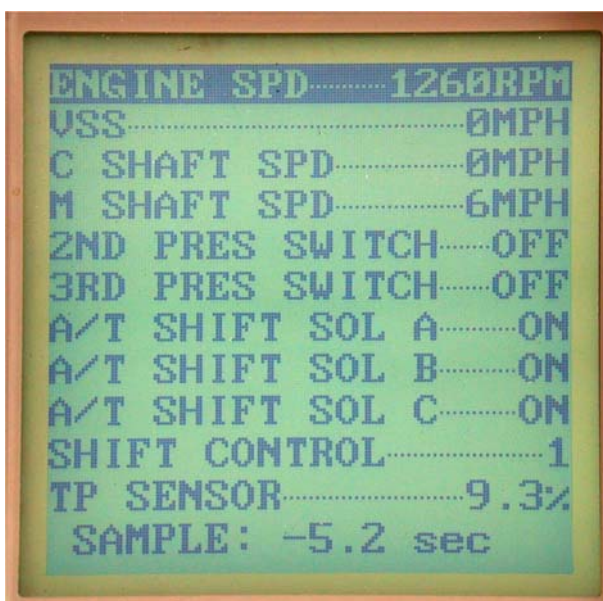 ENGINE SPD 1260RPM
VSS 0MPH
C SHAFT SPD 0MPH
M SHAFT SPD 6MPH
2ND PRES SWITCH OFF
3RD PRES SWITCH OFF
A/T SHIFT SOL A ON
A/T SHIFT SOL B ON
A/T SHIFT SOL C ON
SHIFT CONTROL 1
TP SENSOR 9.3%
SAMPLE: -5.2 sec